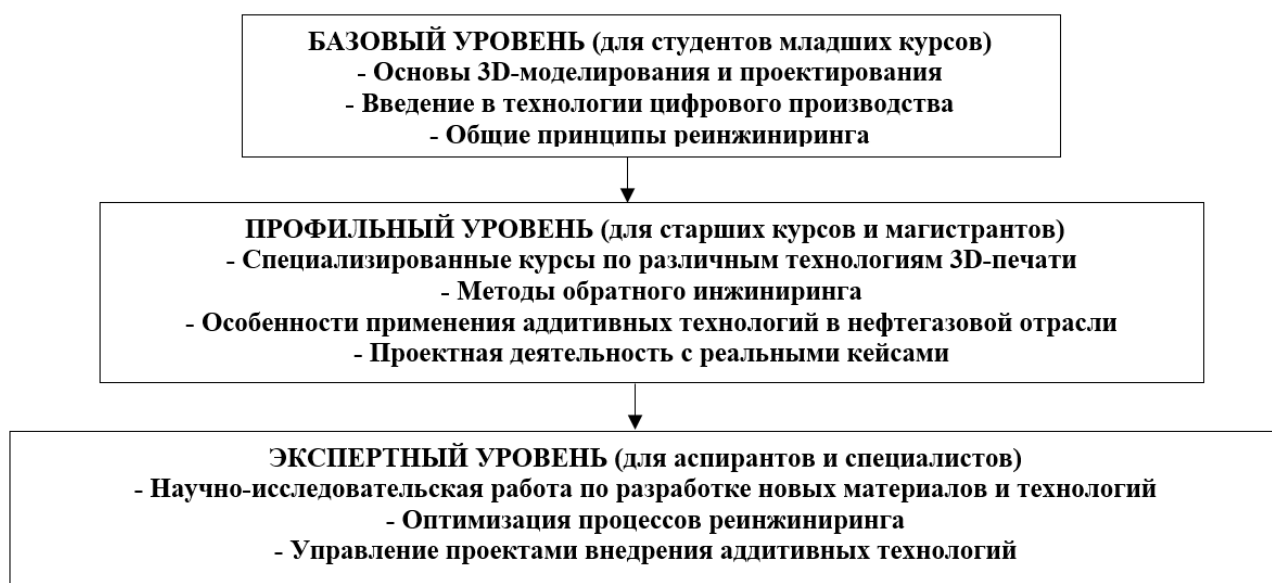 БАЗОВЫЙ УРОВЕНЬ (для студентов младших курсов)
- Основы 3D-моделирования и проектирования
- Введение в технологии цифрового производства
- Общие принципы реинжиниринга
ПРОФИЛЬНЫЙ УРОВЕНЬ (для старших курсов и магистрантов)
- Специализированные курсы по различным технологиям 3D-печати
- Методы обратного инжиниринга
- Особенности применения аддитивных технологий в нефтегазовой отрасли
- Проектная деятельность с реальными кейсами
ЭКСПЕРТНЫЙ УРОВЕНЬ (для аспирантов и специалистов)
- Научно-исследовательская работа по разработке новых материалов и технологий
- Оптимизация процессов реинжиниринга
- Управление проектами внедрения аддитивных технологий